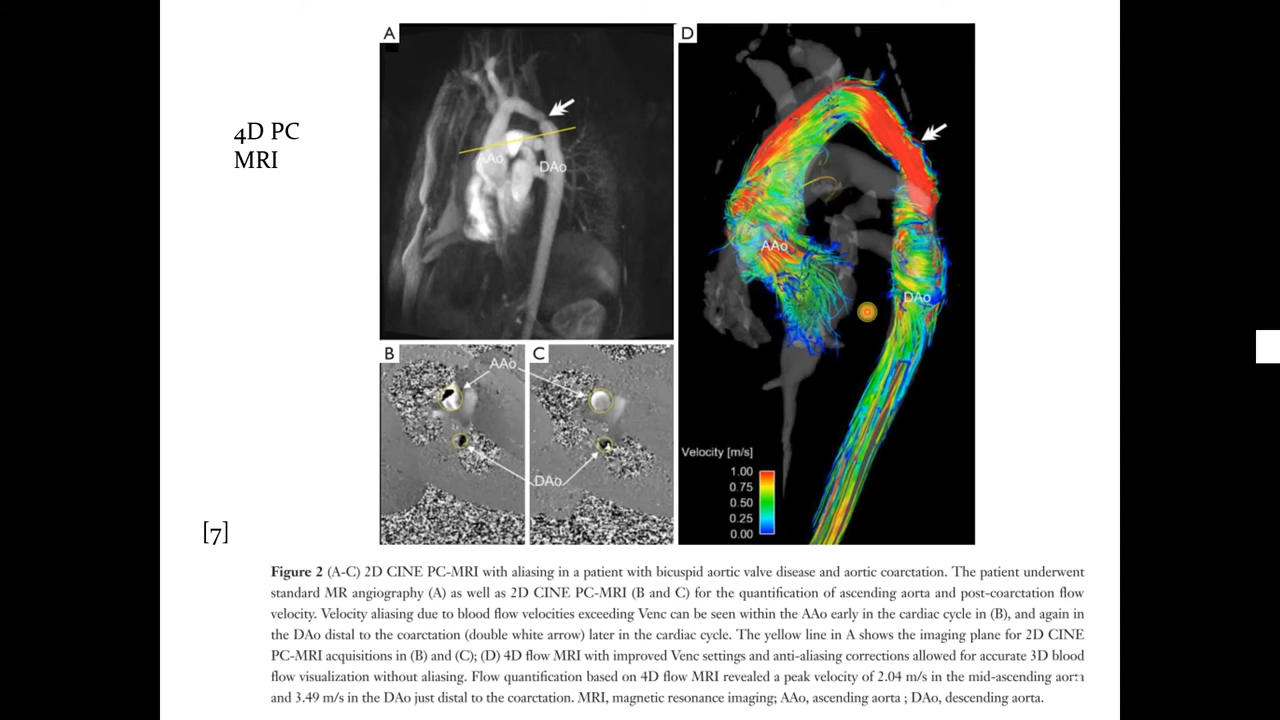 4D PC
MRI
[7]
A
AAo
DAo
B
C
AAo
DAo
D
AAo
DAo
Velocity [m/s]
1.00
0.75
0.50
0.25
0.00
Figure 2 (A-C) 2D CINE PC-MRI with aliasing in a patient with bicuspid aortic valve disease and aortic coarctation. The patient underwent
standard MR angiography (A) as well as 2D CINE PC-MRI (B and C) for the quantification of ascending aorta and post-coarctation flow
velocity. Velocity aliasing due to blood flow velocities exceeding Venc can be seen within the AAo early in the cardiac cycle in (B), and again in
the DAo distal to the coarctation (double white arrow) later in the cardiac cycle. The yellow line in A shows the imaging plane for 2D CINE
PC-MRI acquisitions in (B) and (C); (D) 4D flow MRI with improved Venc settings and anti-aliasing corrections allowed for accurate 3D blood
flow visualization without aliasing. Flow quantification based on 4D flow MRI revealed a peak velocity of 2.04 m/s in the mid-ascending aorta
and 3.49 m/s in the DAo just distal to the coarctation. MRI, magnetic resonance imaging; AAo, ascending aorta ; DAo, descending aorta.